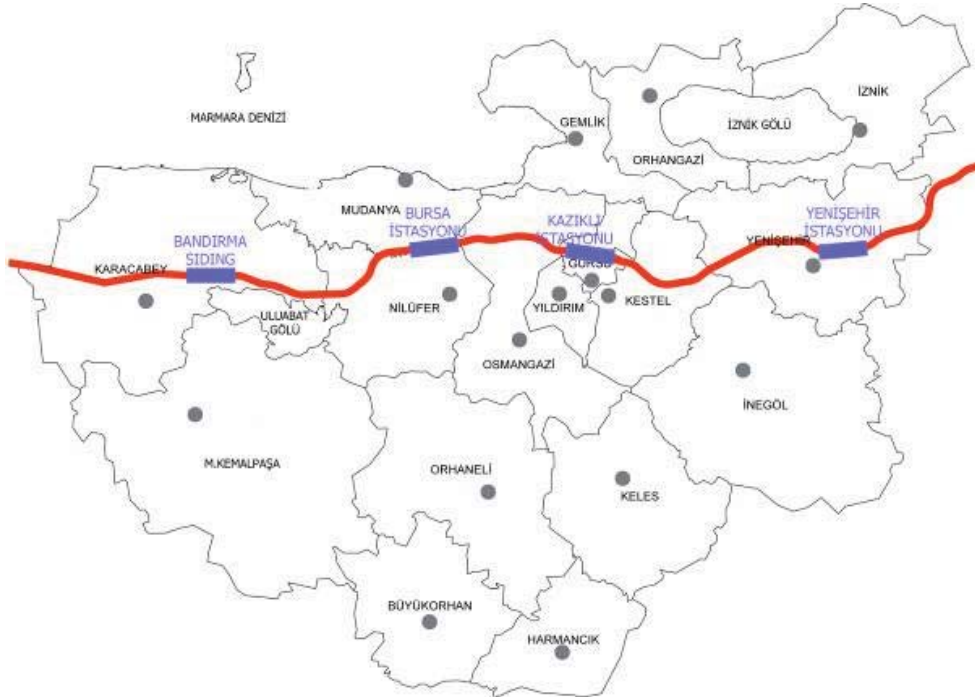 MARMARA DENİZİ
GEMLİK
İZNİK GÖLÜ
İZNİK
ORHANGAZİ
MUDANYA
BURSA
İSTASYONU
KAZIKLI
İSTASYONU
YENİŞEHİR
İSTASYONU
YENİŞEHİR
BANDIRMA
SIDING
KARACABEY
GÜRSU
ULUABAT
GÖLÜ
NİLÜFER
YILDIRIM
KESTEL
OSMANGAZİ
İNEGÖL
M.KEMALPAŞA
ORHANELİ
KELES
BÜYÜKORHAN
HARMANCIK